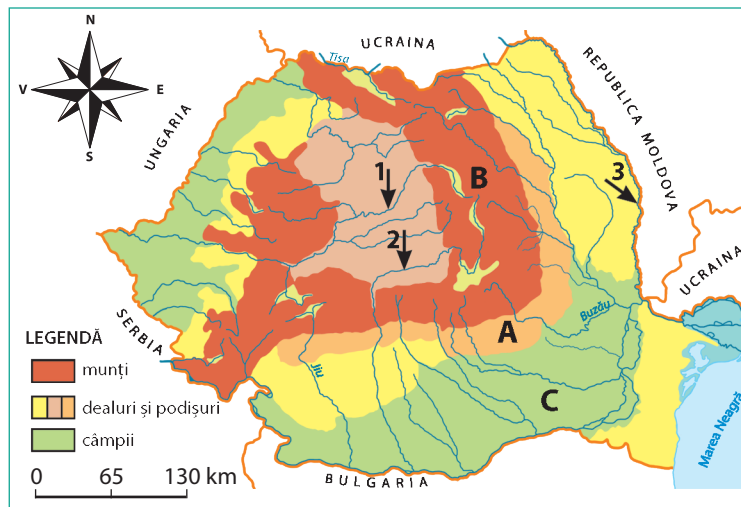 N
V
E
S
UCRAINA
Tisa
UNGARIA
REPUBLICA MOLDOVA
1
B
3
2
UCRAINA
SERBIA
Buzău
A
Jiu
C
Marea Neagră
BULGARIA
LEGENDĂ
munți
dealuri și podișuri
câmpii
0 65 130 km